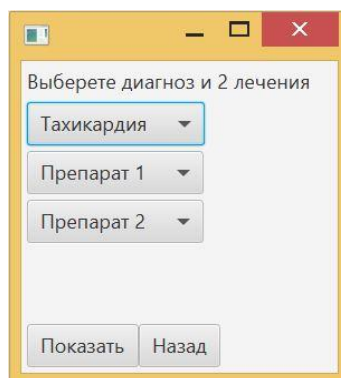 Выберете диагноз и 2 лечения
Тахикардия
Препарат 1
Препарат 2
Показать Назад